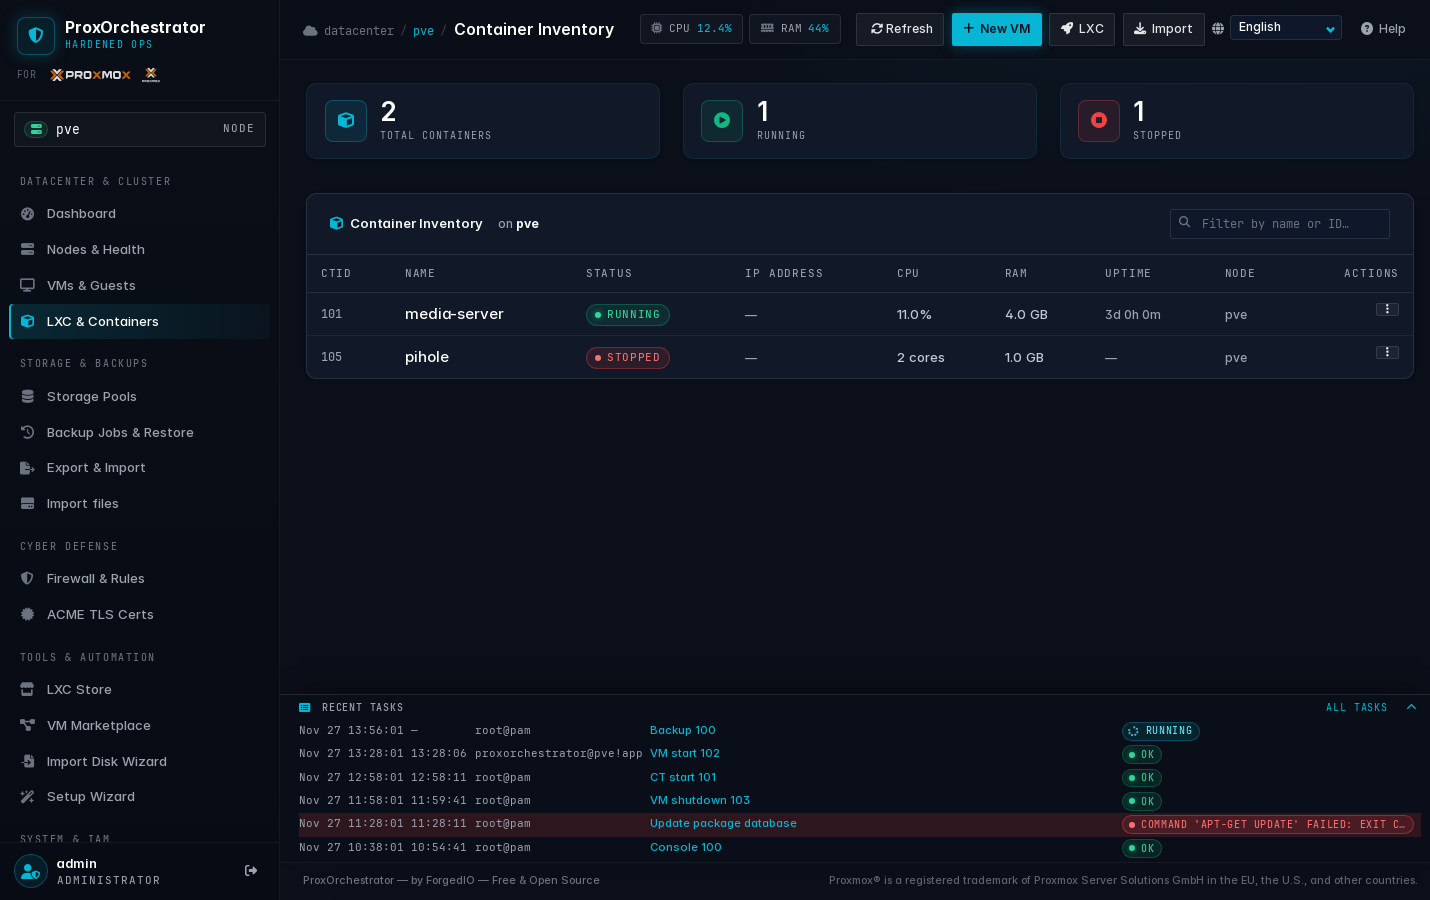 ProxOrchestrator
HARDENED OPS
FOR PROXMOX PROXMOX
pve NODE
DATACENTER & CLUSTER
Dashboard
Nodes & Health
VMs & Guests
LXC & Containers
STORAGE & BACKUPS
Storage Pools
Backup Jobs & Restore
Export & Import
Import files
CYBER DEFENSE
Firewall & Rules
ACME TLS Certs
TOOLS & AUTOMATION
LXC Store
VM Marketplace
Import Disk Wizard
Setup Wizard
SYSTEM & IAM
admin
ADMINISTRATOR
datacenter / pve / Container Inventory
CPU 12.4% RAM 44% Refresh + New VM LXC Import English Help
2
TOTAL CONTAINERS
1
RUNNING
1
STOPPED
Container Inventory on pve Filter by name or ID…
CTID NAME STATUS IP ADDRESS CPU RAM UPTIME NODE ACTIONS
101 media-server RUNNING — 11.0% 4.0 GB 3d 0h 0m pve
105 pihole STOPPED — 2 cores 1.0 GB — pve
RECENT TASKS ALL TASKS
Nov 27 13:56:01 — root@pam Backup 100 RUNNING
Nov 27 13:28:01 13:28:06 proxorchestrator@pve!app VM start 102 OK
Nov 27 12:58:01 12:58:11 root@pam CT start 101 OK
Nov 27 11:58:01 11:59:41 root@pam VM shutdown 103 OK
Nov 27 11:28:01 11:28:11 root@pam Update package database COMMAND 'APT-GET UPDATE' FAILED: EXIT C…
Nov 27 10:38:01 10:54:41 root@pam Console 100 OK
ProxOrchestrator — by ForgedIO — Free & Open Source
Proxmox® is a registered trademark of Proxmox Server Solutions GmbH in the EU, the U.S., and other countries.